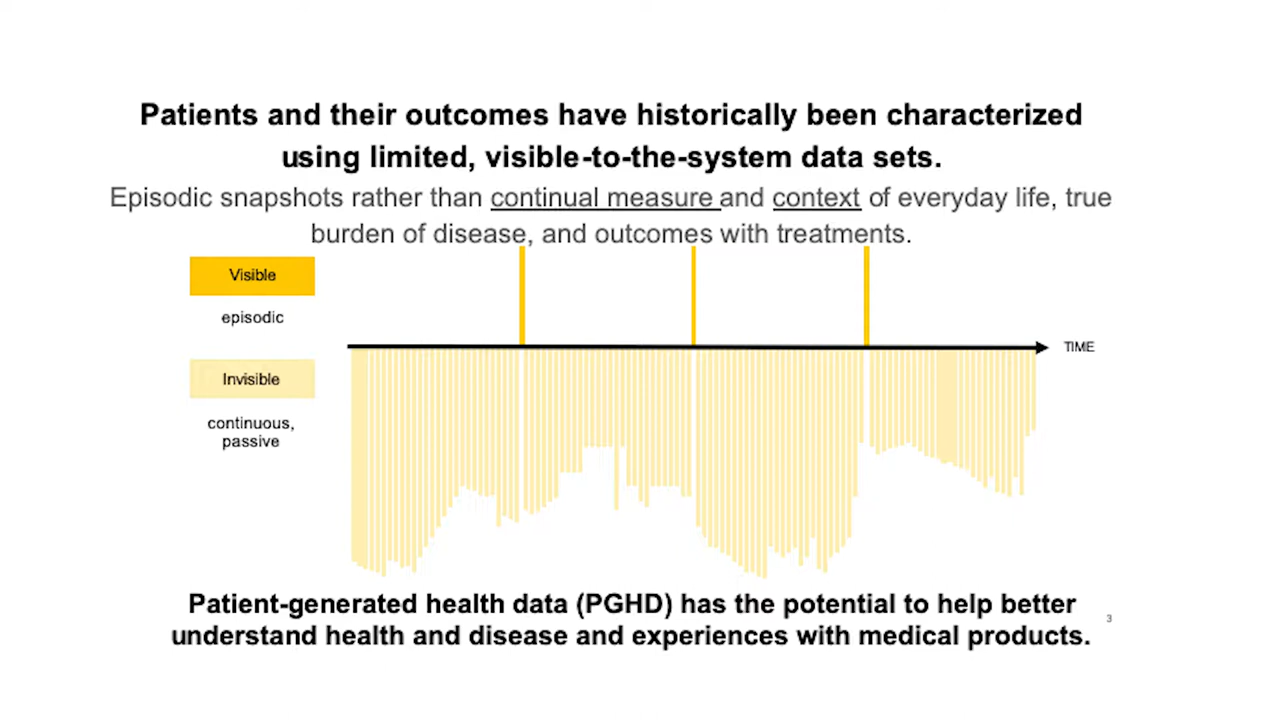 Patients and their outcomes have historically been characterized
using limited, visible-to-the-system data sets.
Episodic snapshots rather than continual measure and context of everyday life, true
burden of disease, and outcomes with treatments.
Visible
episodic
TIME
Invisible
continuous,
passive
Patient-generated health data (PGHD) has the potential to help better
understand health and disease and experiences with medical products.
3